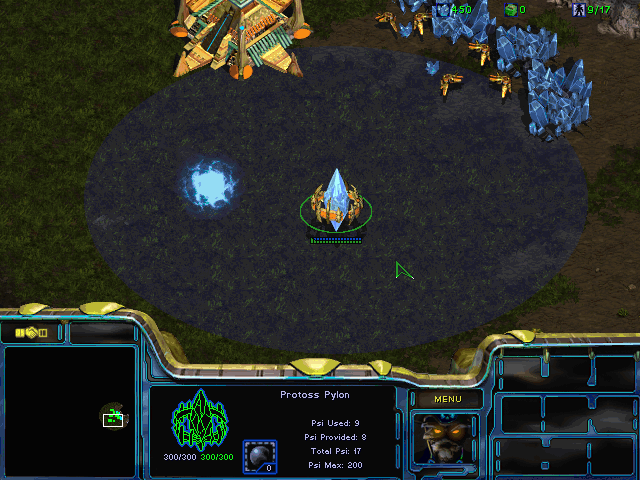 450 0 9/17
Protoss Pylon
Psi Used: 9
Psi Provided: 8
Total Psi: 17
Psi Max: 200
300/300 300/300
0
MENU